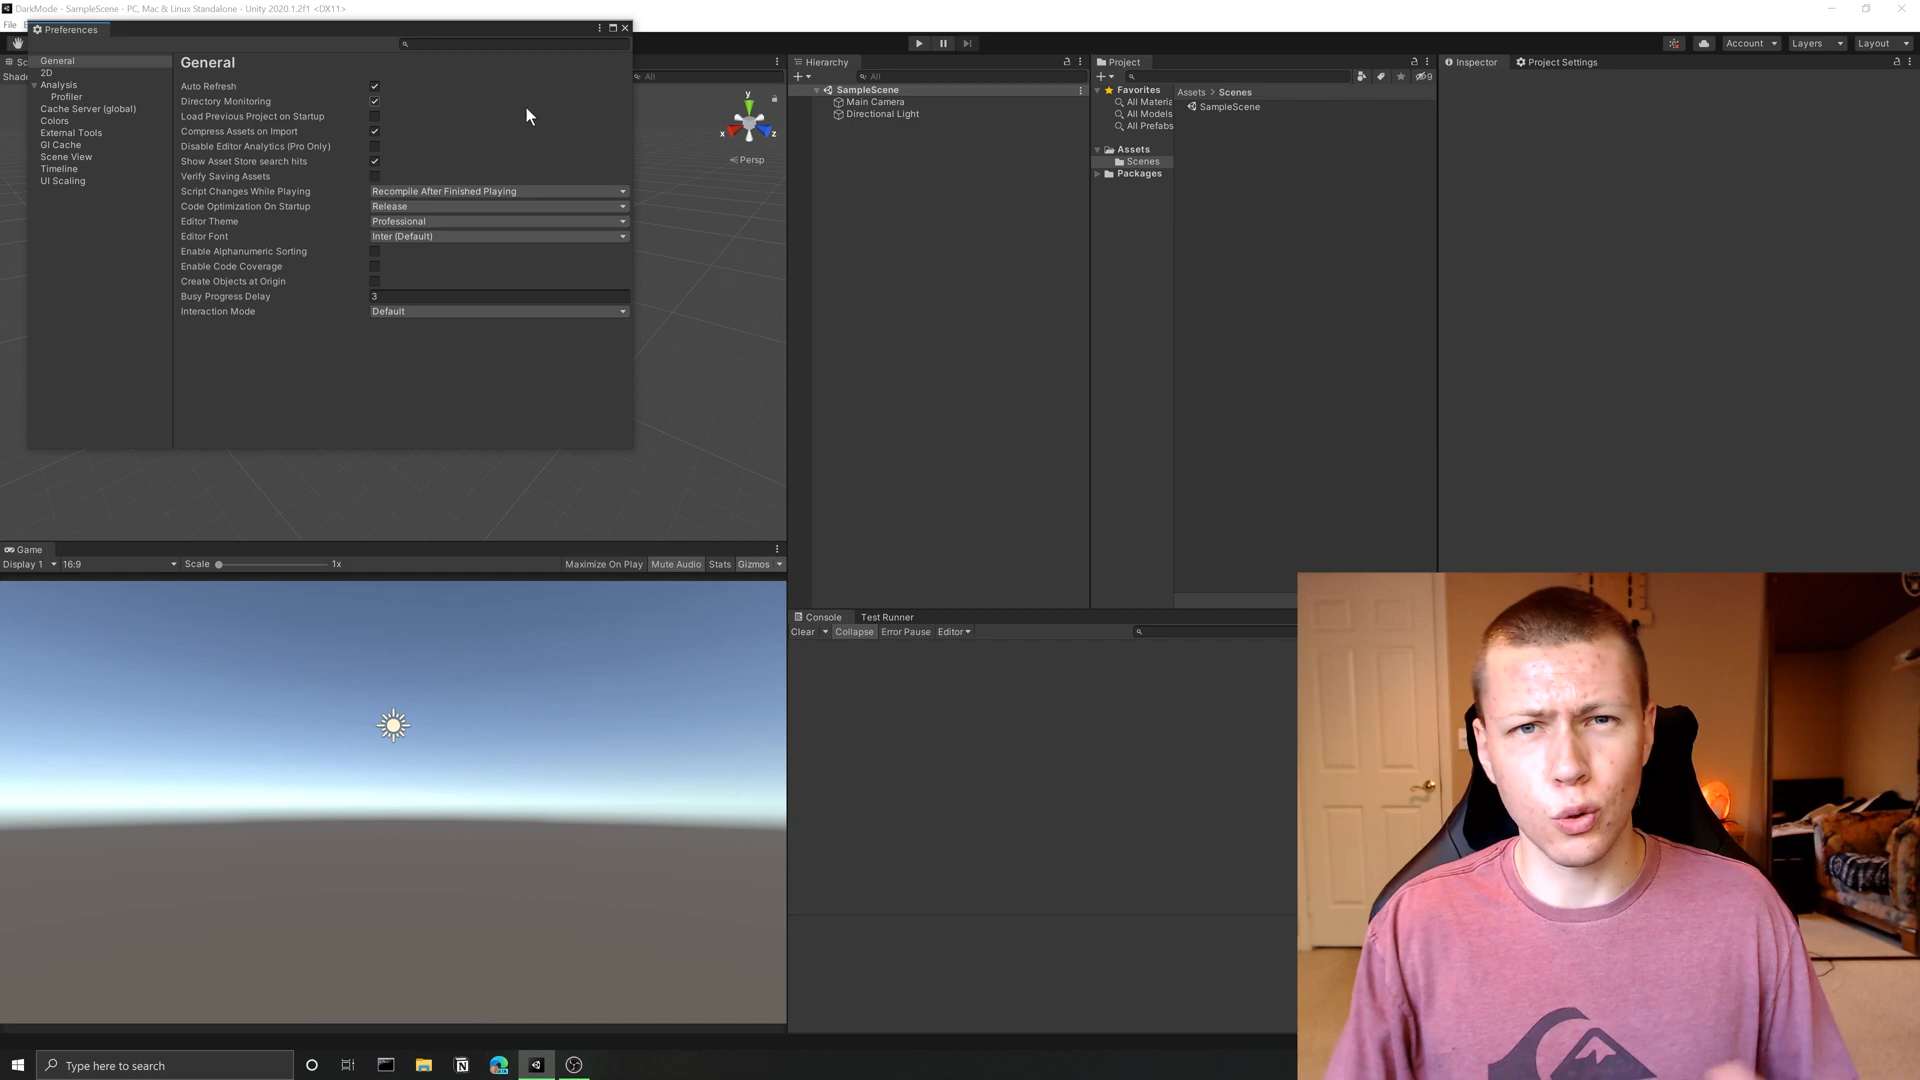 DarkMode - SampleScene - PC, Mac & Linux Standalone - Unity 2020.1.2f1 <DX11>
File
Preferences
General
2D
Analysis
Profiler
Cache Server (global)
Colors
External Tools
GI Cache
Scene View
Timeline
UI Scaling
General
Auto Refresh
Directory Monitoring
Load Previous Project on Startup
Compress Assets on Import
Disable Editor Analytics (Pro Only)
Show Asset Store search hits
Verify Saving Assets
Script Changes While Playing Recompile After Finished Playing
Code Optimization On Startup Release
Editor Theme Professional
Editor Font Inter (Default)
Enable Alphanumeric Sorting
Enable Code Coverage
Create Objects at Origin
Busy Progress Delay 3
Interaction Mode Default
All
y
x z
Persp
Account Layers Layout
Hierarchy
All
SampleScene
Main Camera
Directional Light
Project
9
Favorites
All Materia
All Models
All Prefabs
Assets
Scenes
Packages
Assets > Scenes
SampleScene
Inspector Project Settings
Game
Display 1 16:9 Scale 1x Maximize On Play Mute Audio Stats Gizmos
Console Test Runner
Clear Collapse Error Pause Editor
Type here to search